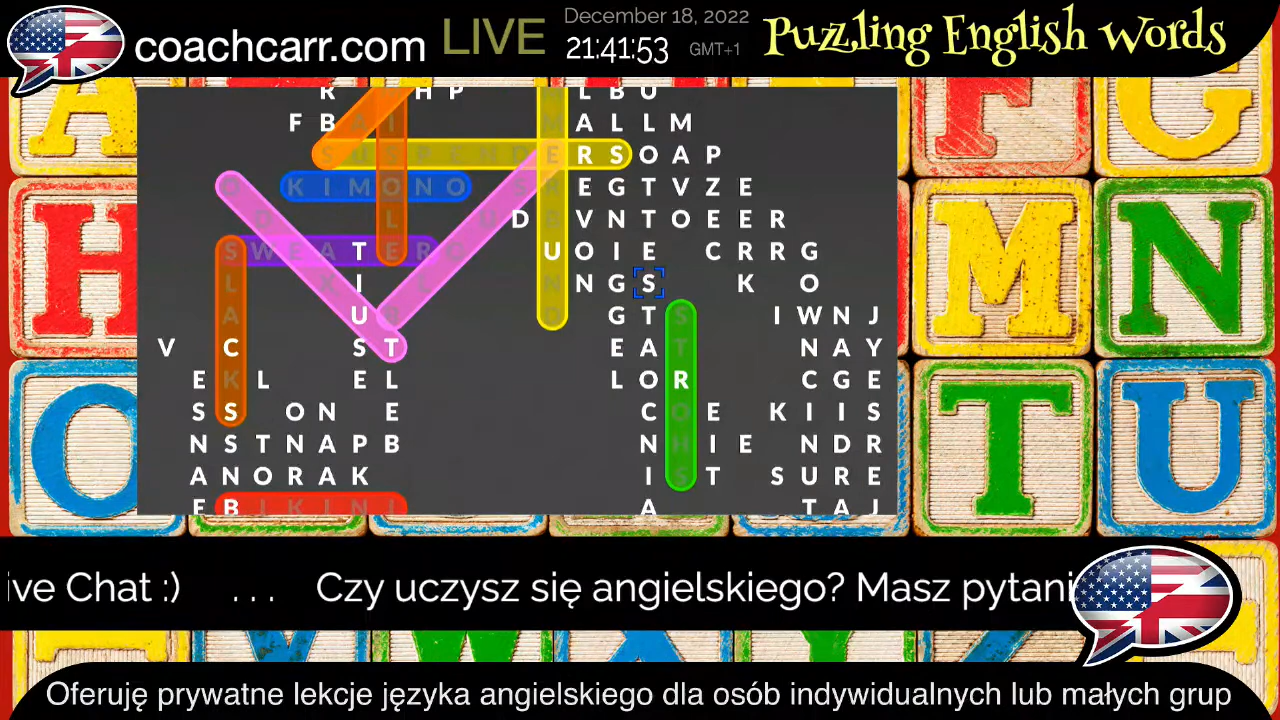 coachcarr.com LIVE December 18, 2022 Puzzling English Words
21:41:53 GMT+1
R H P L B U
F B A I A L L M
S U S P E N D E R S O A P
O K I M O N O S R E G T V Z E
O L U D E V N T O E E R
S W E A T E R O U O I E C R R G
L X I L N N G S K O
A U O G T S I W N J
V C S T E A T N A Y
E K L E L L O R C G E
S S O N E C O E K I I S
N S T N A P B N H I E N D R
A N O R A K I S T S U R E
F B I K I N I A T A J
ive Chat :) ... Czy uczysz się angielskiego? Masz pytani
Oferuję prywatne lekcje języka angielskiego dla osób indywidualnych lub małych grup